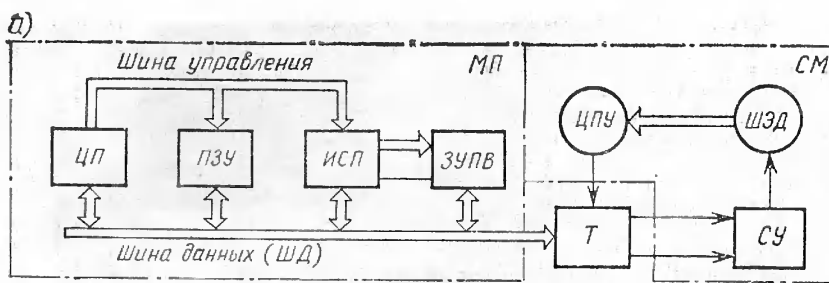 а)
Шина управления
МП
СМ
ЦП
ПЗУ
ИСП
ЗУПВ
ЦПУ
ШЭД
Т
СУ
Шина данных (ШД)